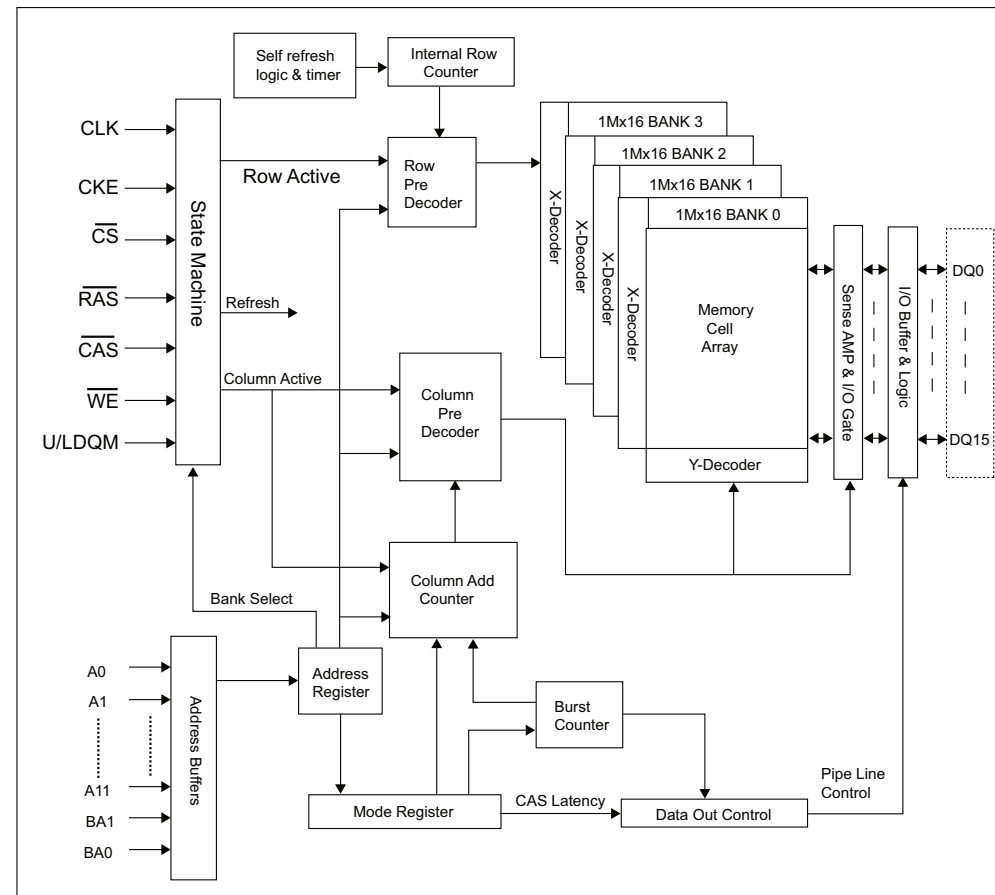 Self refresh
logic & timer
Internal Row
Counter
CLK
CKE
CS
RAS
CAS
WE
U/LDQM
State Machine
Row Active
Refresh
Column Active
Row
Pre
Decoder
Column
Pre
Decoder
Column Add
Counter
Bank Select
1Mx16 BANK 3
1Mx16 BANK 2
1Mx16 BANK 1
1Mx16 BANK 0
X-Decoder
X-Decoder
X-Decoder
X-Decoder
Memory
Cell
Array
Y-Decoder
Sense AMP & I/O Gate
I/O Buffer & Logic
DQ0
DQ15
A0
A1
A11
BA1
BA0
Address Buffers
Address
Register
Burst
Counter
Mode Register
CAS Latency
Data Out Control
Pipe Line
Control